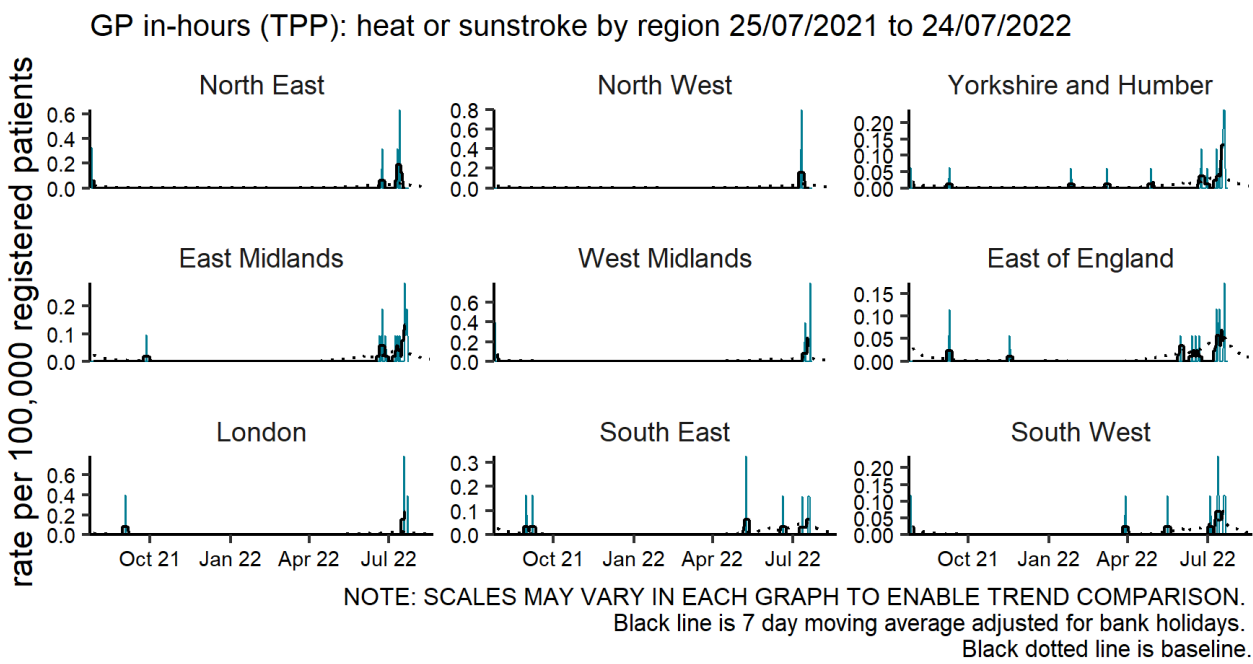 GP in-hours (TPP): heat or sunstroke by region 25/07/2021 to 24/07/2022
rate per 100,000 registered patients
North East
0.6
0.4
0.2
0.0
North West
0.8
0.6
0.4
0.2
0.0
Yorkshire and Humber
0.20
0.15
0.10
0.05
0.00
East Midlands
0.2
0.1
0.0
West Midlands
0.6
0.4
0.2
0.0
East of England
0.15
0.10
0.05
0.00
London
0.6
0.4
0.2
0.0
South East
0.3
0.2
0.1
0.0
South West
0.20
0.15
0.10
0.05
0.00
Oct 21 Jan 22 Apr 22 Jul 22
Oct 21 Jan 22 Apr 22 Jul 22
Oct 21 Jan 22 Apr 22 Jul 22
NOTE: SCALES MAY VARY IN EACH GRAPH TO ENABLE TREND COMPARISON.
Black line is 7 day moving average adjusted for bank holidays.
Black dotted line is baseline.